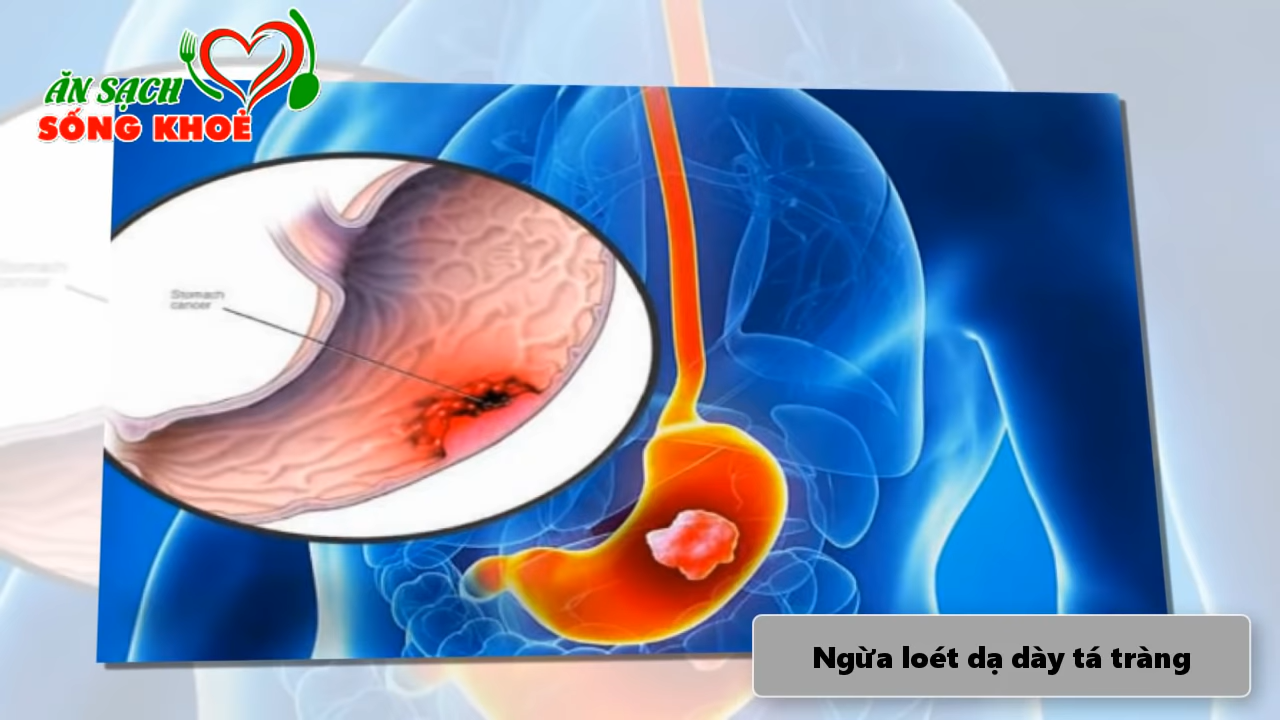 ĂN SẠCH
SỐNG KHOẺ
Stomach
cancer
Ngừa loét dạ dày tá tràng